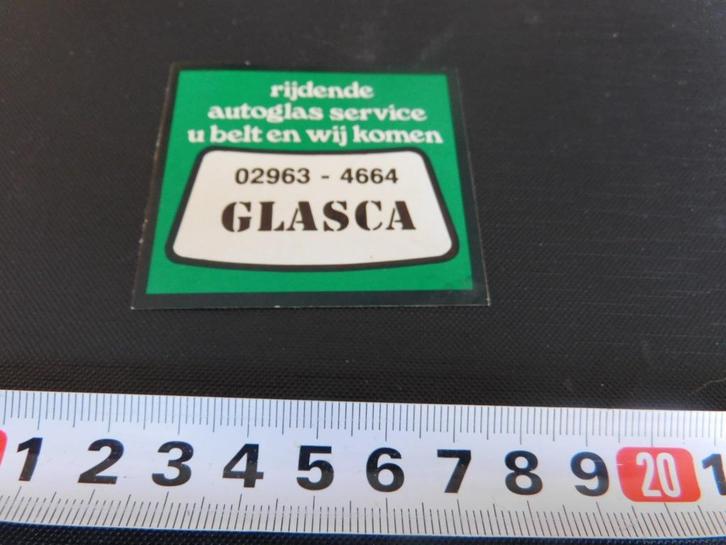 rijdende
autoglas service
u belt en wij komen
02963 - 4664
GLASCA
1 2 3 4 5 6 7 8 9 20 1